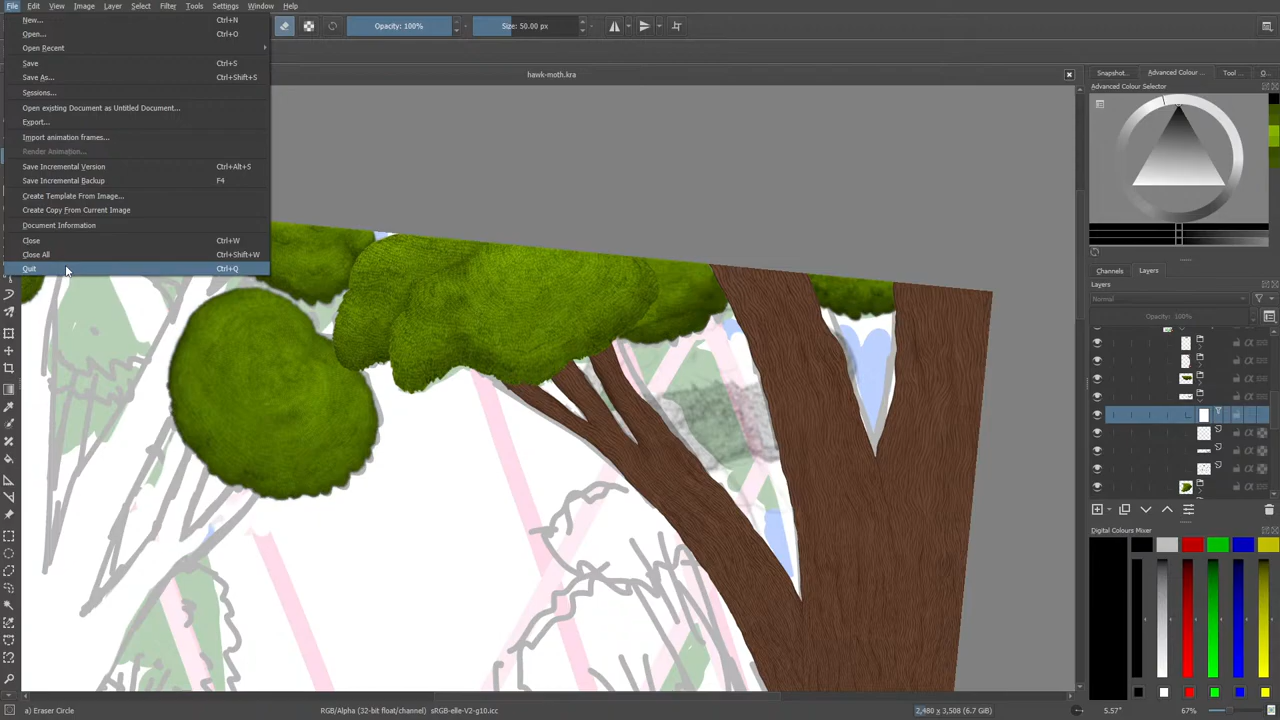 File Edit View Image Layer Select Filter Tools Settings Window Help
New... Ctrl+N
Open... Ctrl+O
Open Recent
Save Ctrl+S
Save As... Ctrl+Shift+S
Sessions...
Open existing Document as Untitled Document...
Export...
Import animation frames...
Render Animation...
Save Incremental Version Ctrl+Alt+S
Save Incremental Backup F4
Create Template From Image...
Create Copy From Current Image
Document Information
Close Ctrl+W
Close All Ctrl+Shift+W
Quit Ctrl+Q
Opacity: 100% Size: 50.00 px
hawk-moth.kra
Snapshot... Advanced Colour ... Tool ... O...
Advanced Colour Selector
Channels Layers
Layers
Normal
Opacity: 100%
Digital Colours Mixer
a) Eraser Circle RGB/Alpha (32-bit float/channel) sRGB-elle-V2-g10.icc 2,480 x 3,508 (6.7 GiB) 5.57° 67%